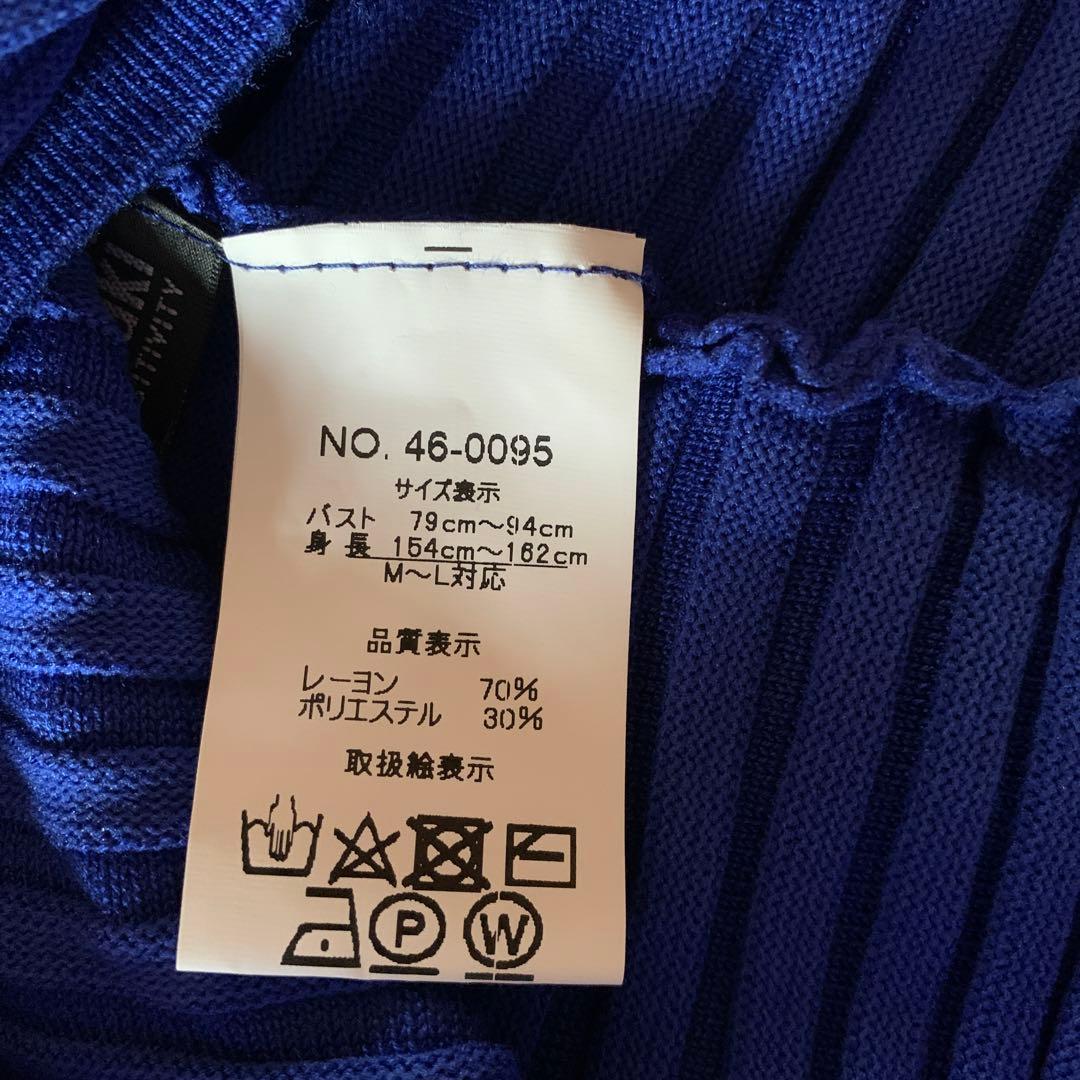 NO. 46-0095
サイズ表示
バスト 79cm～94cm
身長 154cm～162cm
M～L対応
品質表示
レーヨン 70%
ポリエステル 30%
取扱絵表示
P
W